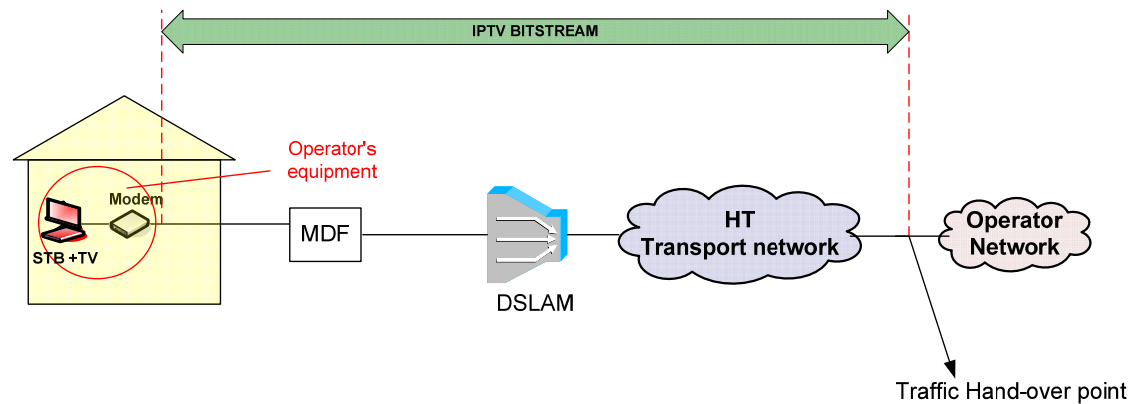 IPTV BITSTREAM
Operator's
equipment
Modem
STB +TV
MDF
DSLAM
HT
Transport network
Operator
Network
Traffic Hand-over point